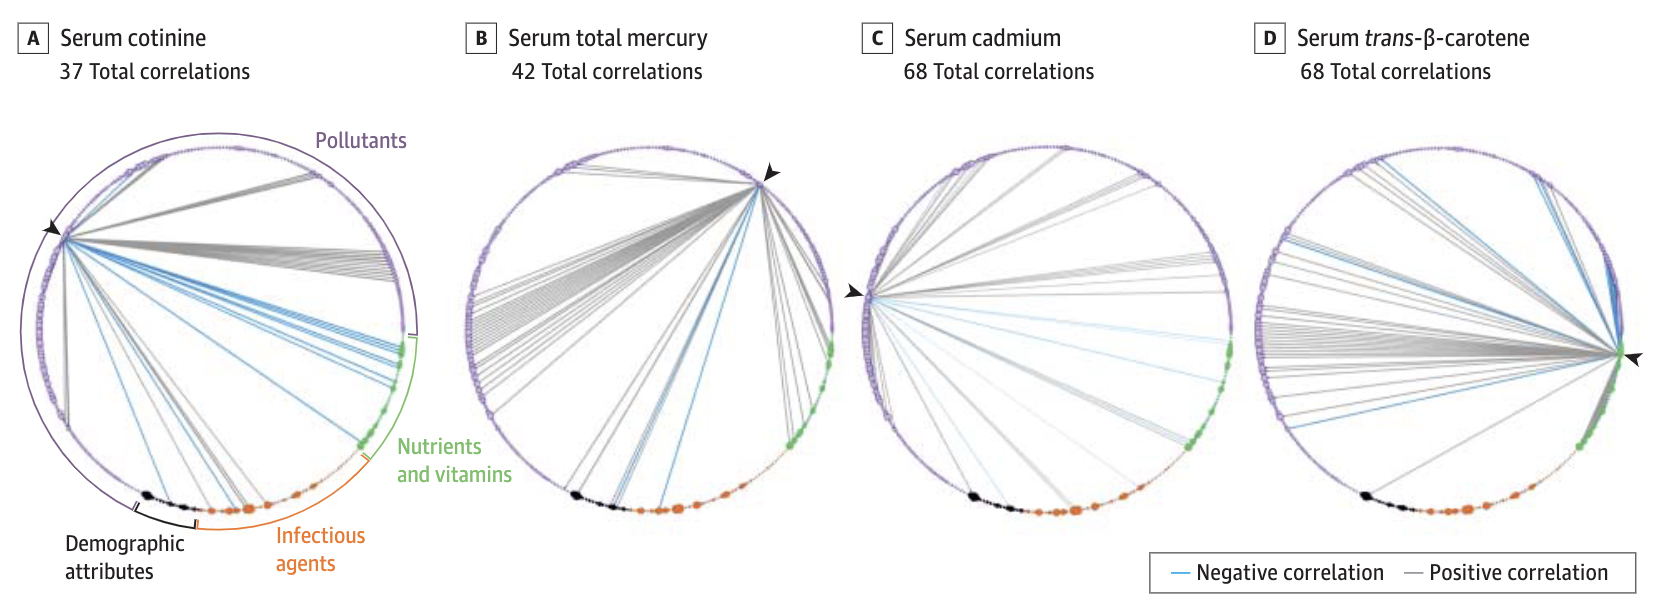 A Serum cotinine
37 Total correlations
B Serum total mercury
42 Total correlations
C Serum cadmium
68 Total correlations
D Serum trans-β-carotene
68 Total correlations
Pollutants
Nutrients
and vitamins
Infectious
agents
Demographic
attributes
Negative correlation
Positive correlation